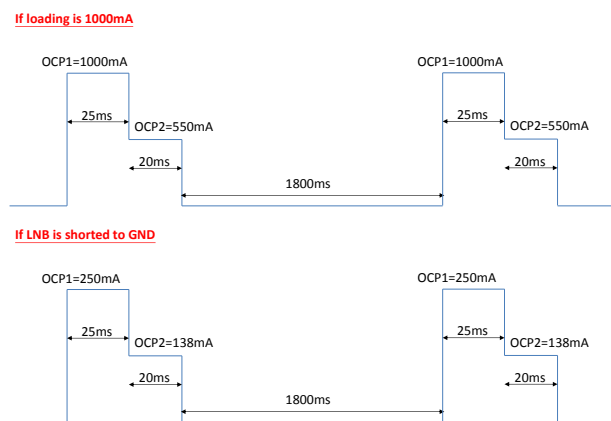 If loading is 1000mA
OCP1=1000mA
OCP1=1000mA
25ms
25ms
OCP2=550mA
OCP2=550mA
20ms
20ms
1800ms
If LNB is shorted to GND
OCP1=250mA
OCP1=250mA
25ms
25ms
OCP2=138mA
OCP2=138mA
20ms
20ms
1800ms